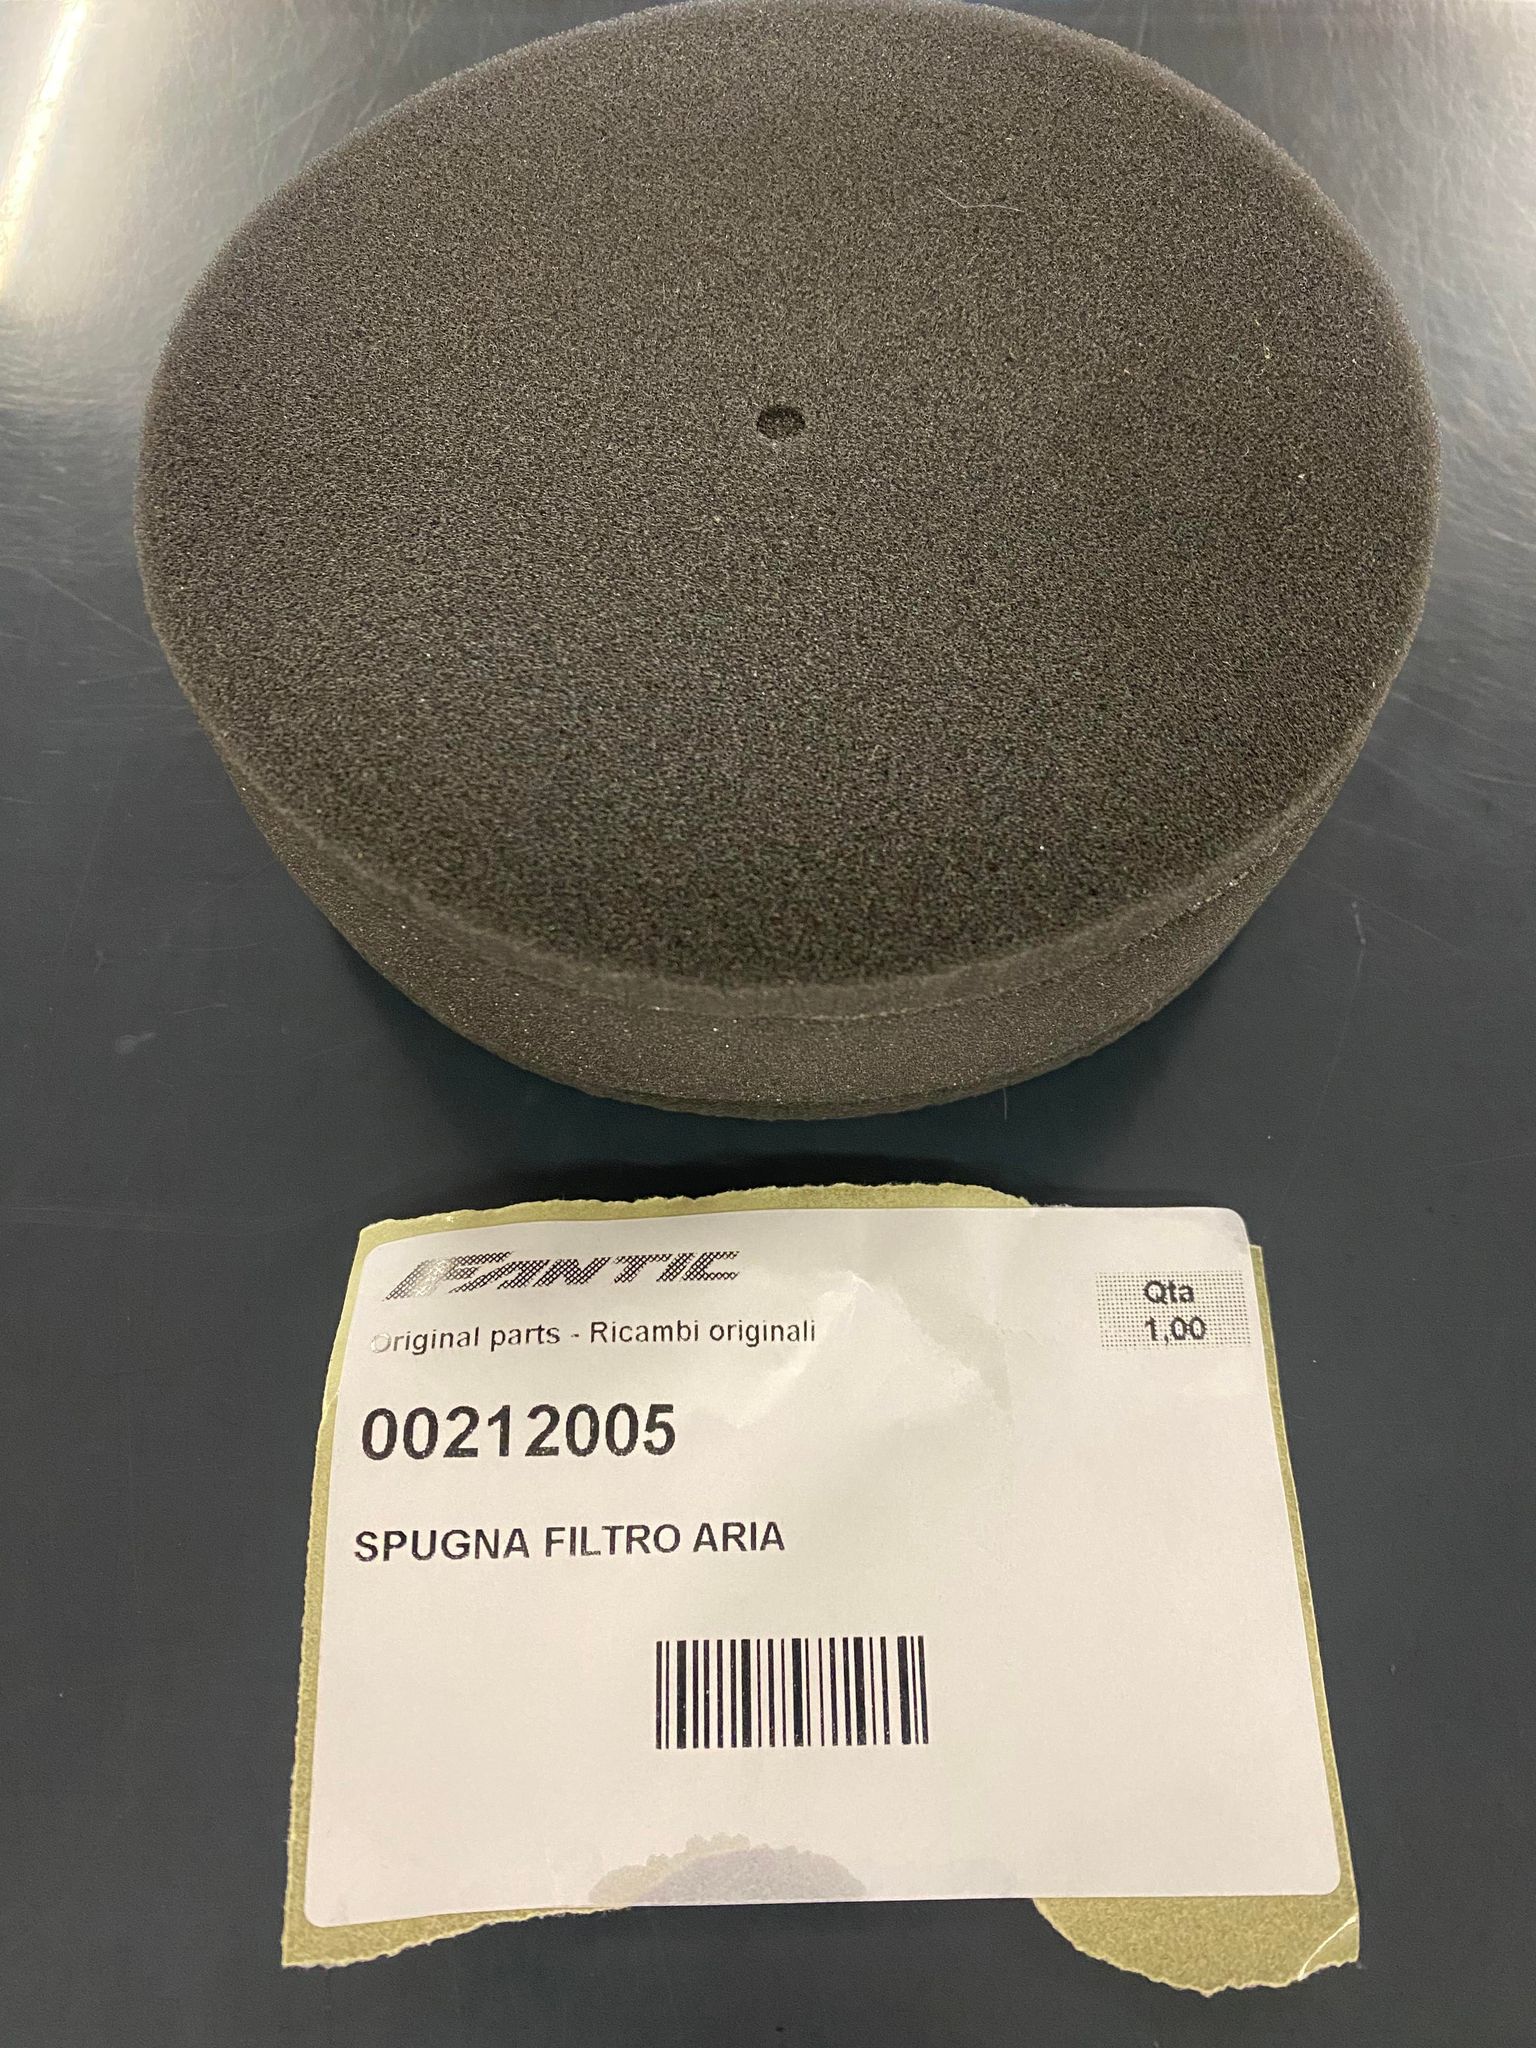 FANTIC
Original parts - Ricambi originali
Qta
1,00
00212005
SPUGNA FILTRO ARIA